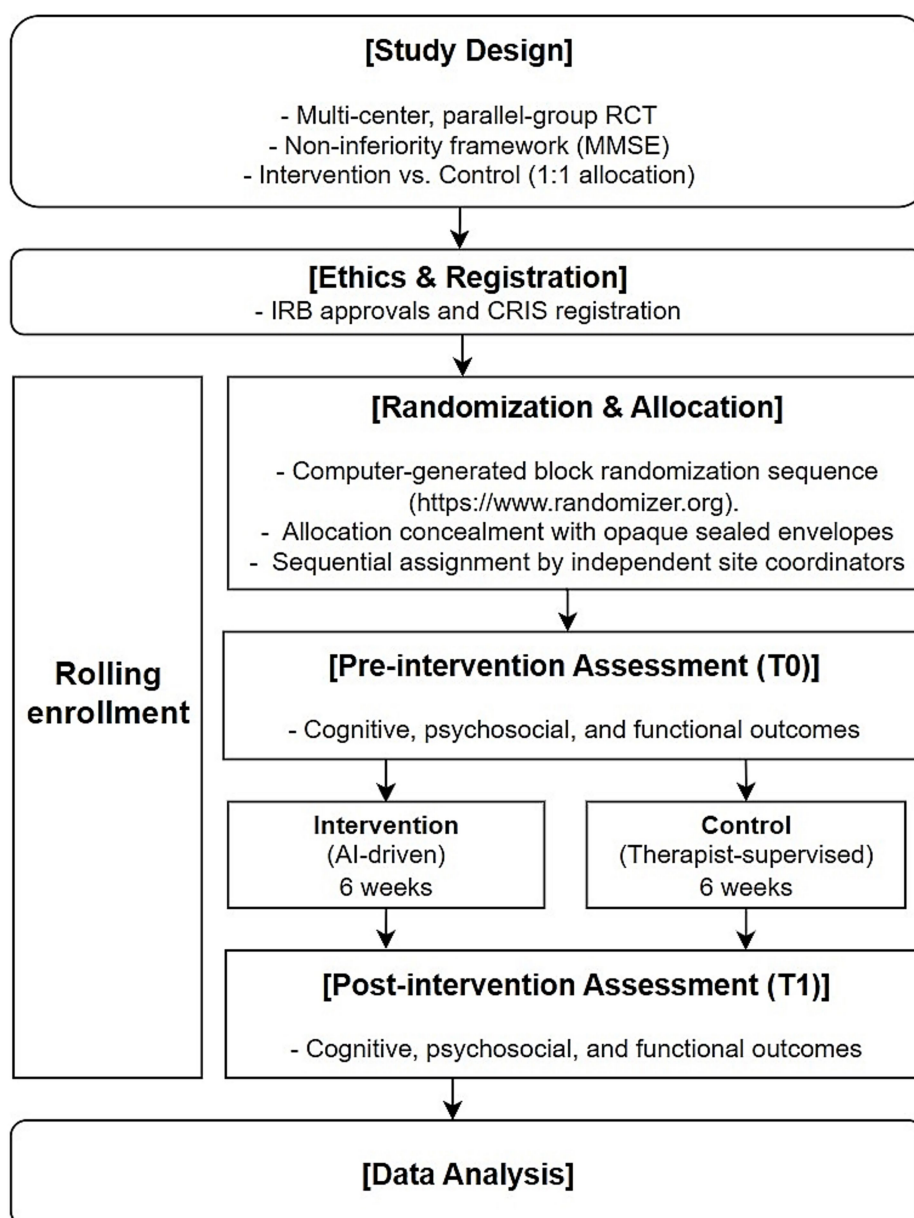 [Study Design]
- Multi-center, parallel-group RCT
- Non-inferiority framework (MMSE)
- Intervention vs. Control (1:1 allocation)
[Ethics & Registration]
- IRB approvals and CRIS registration
Rolling
enrollment
[Randomization & Allocation]
- Computer-generated block randomization sequence
(https://www.randomizer.org).
- Allocation concealment with opaque sealed envelopes
- Sequential assignment by independent site coordinators
[Pre-intervention Assessment (T0)]
- Cognitive, psychosocial, and functional outcomes
Intervention
(AI-driven)
6 weeks
Control
(Therapist-supervised)
6 weeks
[Post-intervention Assessment (T1)]
- Cognitive, psychosocial, and functional outcomes
[Data Analysis]